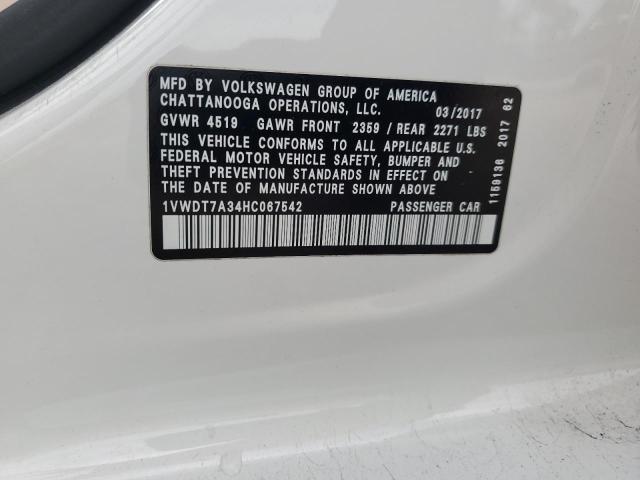 MFD BY VOLKSWAGEN GROUP OF AMERICA
CHATTANOOGA OPERATIONS, LLC. 03/2017
GVWR 4519 GAWR FRONT 2359 / REAR 2271 LBS
THIS VEHICLE CONFORMS TO ALL APPLICABLE U.S.
FEDERAL MOTOR VEHICLE SAFETY, BUMPER AND
THEFT PREVENTION STANDARDS IN EFFECT ON
THE DATE OF MANUFACTURE SHOWN ABOVE
1VWDT7A34HC067542 PASSENGER CAR
1159136 2017 62